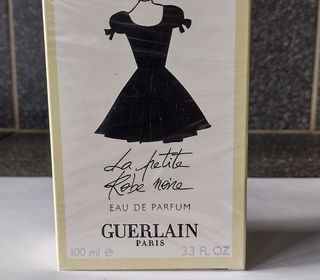 La petite
Robe noire
EAU DE PARFUM
GUERLAIN
PARIS
100 ml ℮ 3.3 FL OZ